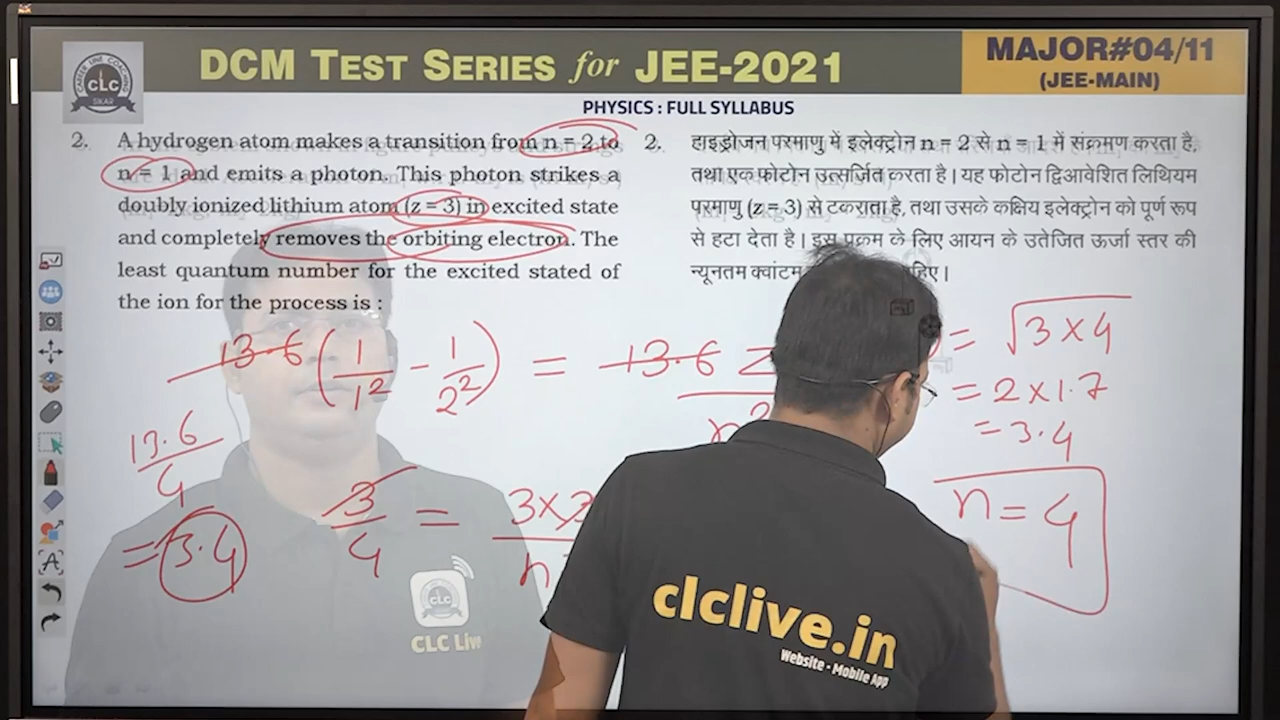 DCM TEST SERIES for JEE-2021
MAJOR#04/11
(JEE-MAIN)
CLC
SIKAR
PHYSICS : FULL SYLLABUS
2. A hydrogen atom makes a transition from n = 2 to
n = 1 and emits a photon. This photon strikes a
doubly ionized lithium atom (z = 3) in excited state
and completely removes the orbiting electron. The
least quantum number for the excited stated of
the ion for the process is :
2. हाइड्रोजन परमाणु में इलेक्ट्रोन n = 2 से n = 1 में संक्रमण करता है,
तथा एक फोटोन उत्सर्जित करता है। यह फोटोन द्विआवेशित लिथियम
परमाणु (z = 3) से टकराता है, तथा उसके कक्षिय इलेक्ट्रोन को पूर्ण रूप
से हटा देता है। इस प्रक्रम के लिए आयन के उतेजित ऊर्जा स्तर की
न्यूनतम क्वांटम
13.6 (1/1² - 1/2²) = 13.6 Z
n²
13.6/4
= 3.4
3/4 = 3×3
n
= √3×4
= 2×1.7
= 3.4
n = 4
CLC Live
clclive.in
Website - Mobile App